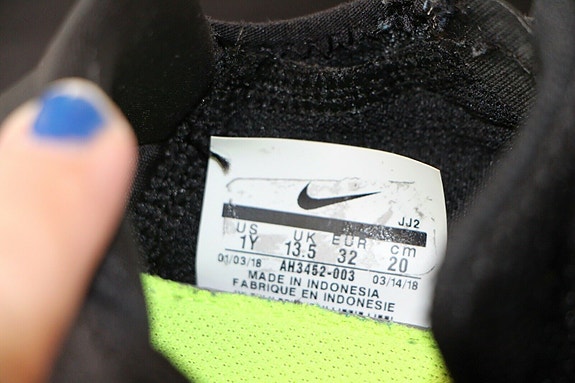 JJ2
US UK EUR cm
1Y 13.5 32 20
01/03/18 AH3452-003 03/14/18
MADE IN INDONESIA
FABRIQUE EN INDONESIE